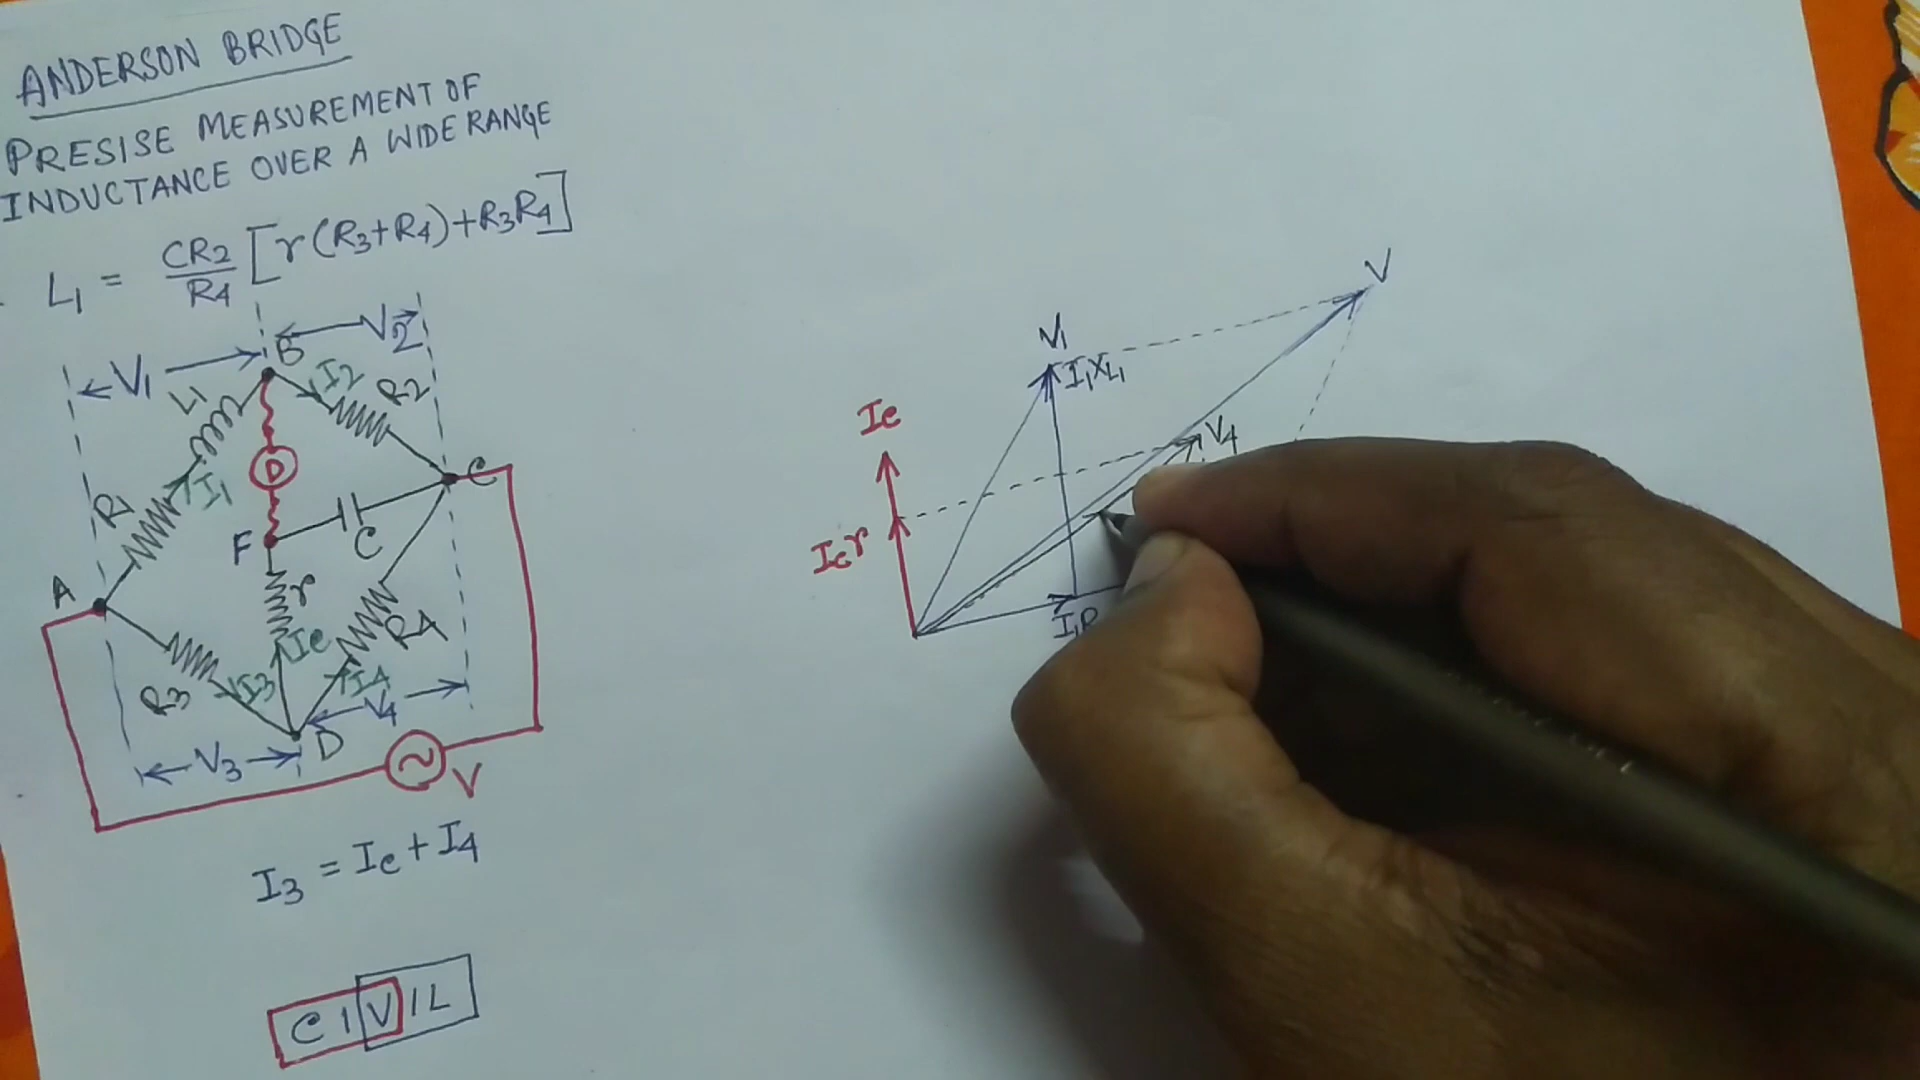 ANDERSON BRIDGE
PRESISE MEASUREMENT OF
INDUCTANCE OVER A WIDE RANGE
L1 = CR2/R4 [r(R3+R4)+R3R4]
V1
V2
B
L1
I2
R2
R1
I1
D
C
A
F
C
r
Ic
R4
R3
I3
I4
V4
V3
D
V
I3 = Ic + I4
CIVIL
V
V1
I1XL1
Ic
V4
Icr